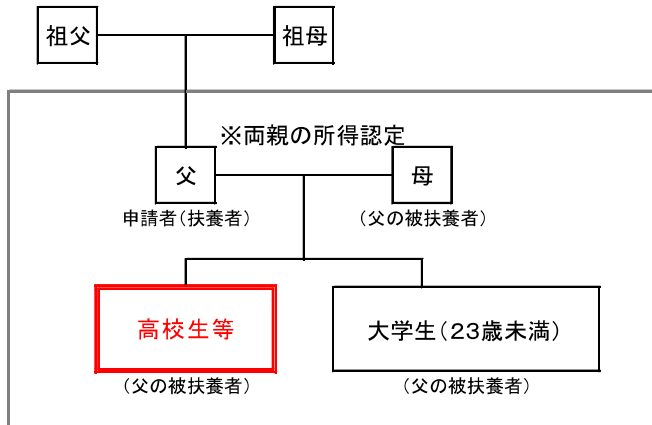 祖父
祖母
※両親の所得認定
父
母
申請者(扶養者)
(父の被扶養者)
高校生等
大学生(23歳未満)
(父の被扶養者)
(父の被扶養者)